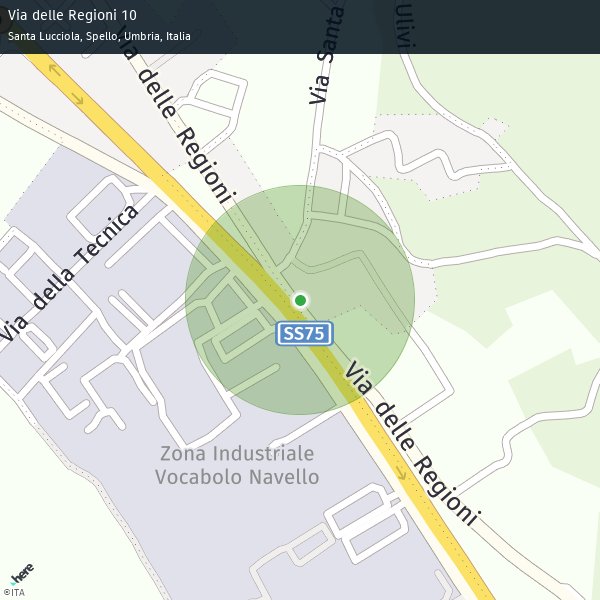 Via delle Regioni 10
Santa Lucciola, Spello, Umbria, Italia
Via Santa
Ulivi
Via delle Regioni
Via della Tecnica
SS75
Via delle Regioni
Zona Industriale
Vocabolo Navello
here
©ITA